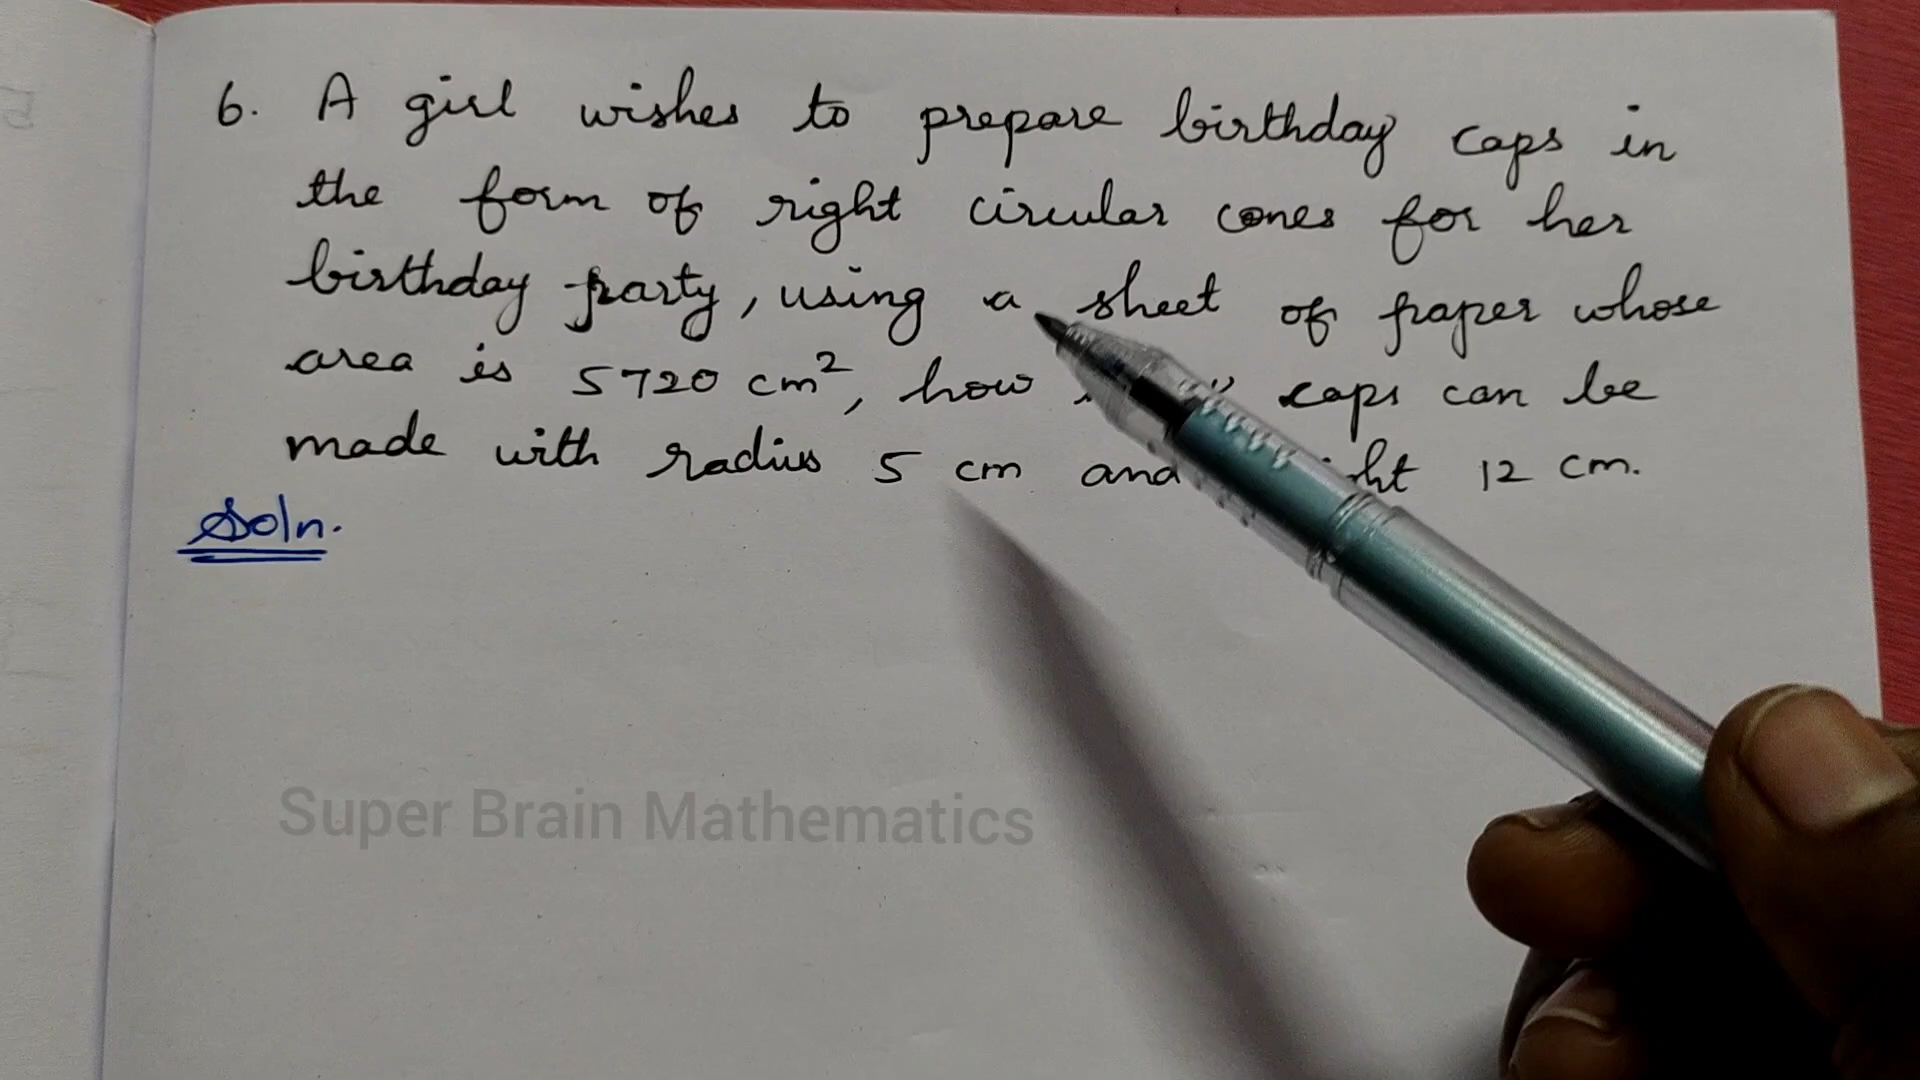 6. A girl wishes to prepare birthday caps in
the form of right circular cones for her
birthday party, using a sheet of paper whose
area is 5720 cm², how caps can be
made with radius 5 cm and 12 cm.
Soln.
Super Brain Mathematics